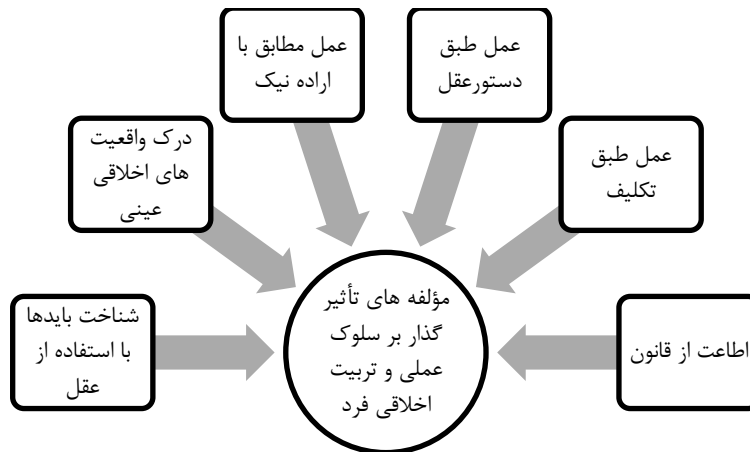 عمل مطابق با
اراده نیک
عمل طبق
دستورعقل
درک واقعیت
های اخلاقی
عینی
عمل طبق
تکلیف
شناخت بایدها
با استفاده از
عقل
مؤلفه های تأثیر
گذار بر سلوک
عملی و تربیت
اخلاقی فرد
اطاعت از قانون